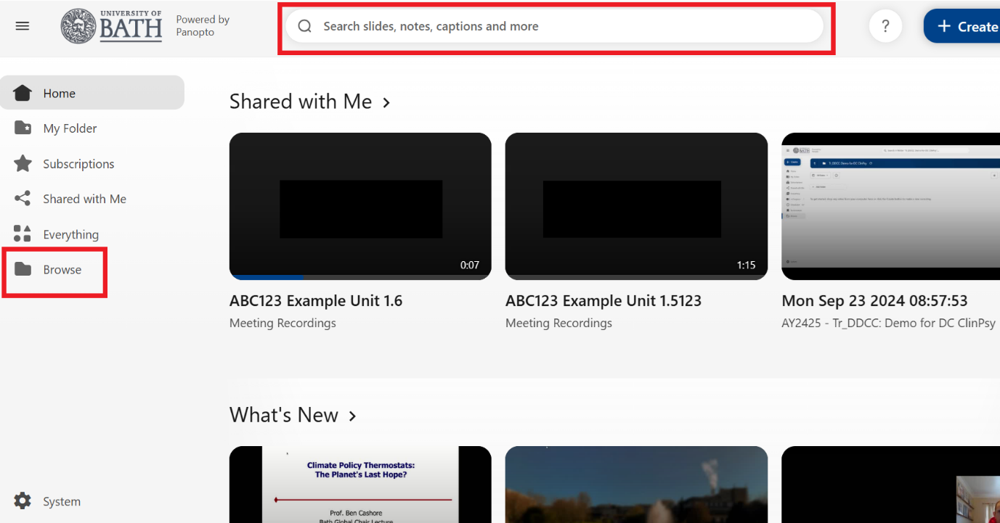 UNIVERSITY OF
BATH
Powered by
Panopto
Search slides, notes, captions and more
?
+ Create
Home
My Folder
Subscriptions
Shared with Me
Everything
Browse
System
Shared with Me >
0:07
1:15
ABC123 Example Unit 1.6
Meeting Recordings
ABC123 Example Unit 1.5123
Meeting Recordings
Mon Sep 23 2024 08:57:53
AY2425 - Tr_DDCC: Demo for DC ClinPsy
What's New >
Climate Policy Thermostats:
The Planet's Last Hope?
Prof. Ben Cashore
Bath Global Chair Lecture